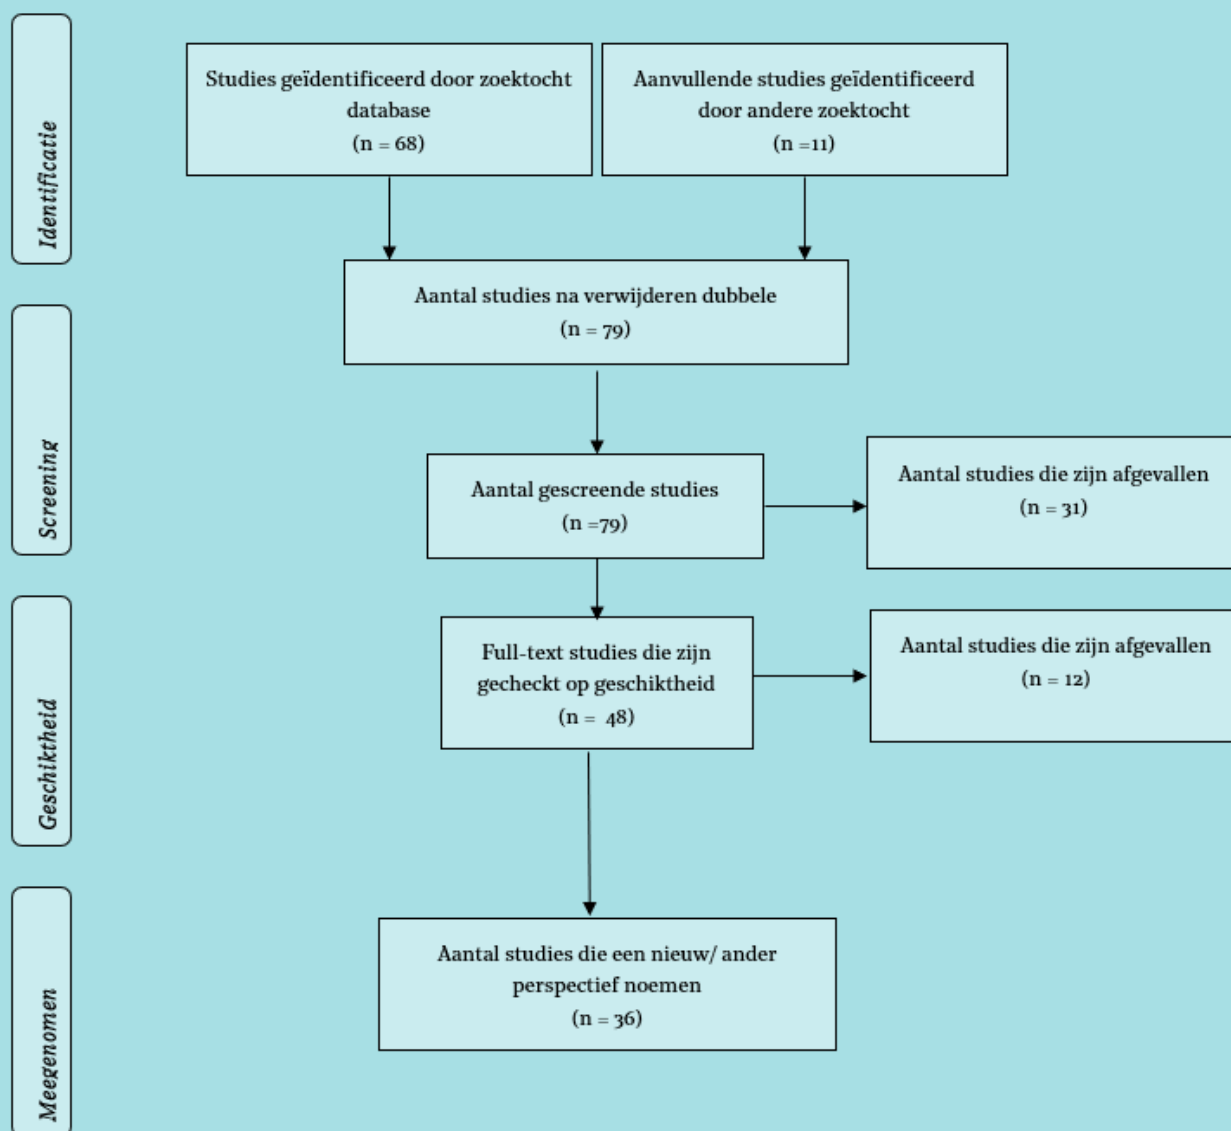 Identificatie
Studies geïdentificeerd door zoektocht
database
(n = 68)
Aanvullende studies geïdentificeerd
door andere zoektocht
(n =11)
Aantal studies na verwijderen dubbele
(n = 79)
Screening
Aantal gescreende studies
(n =79)
Aantal studies die zijn afgevallen
(n = 31)
Geschiktheid
Full-text studies die zijn
gecheckt op geschiktheid
(n = 48)
Aantal studies die zijn afgevallen
(n = 12)
Meegenomen
Aantal studies die een nieuw/ ander
perspectief noemen
(n = 36)